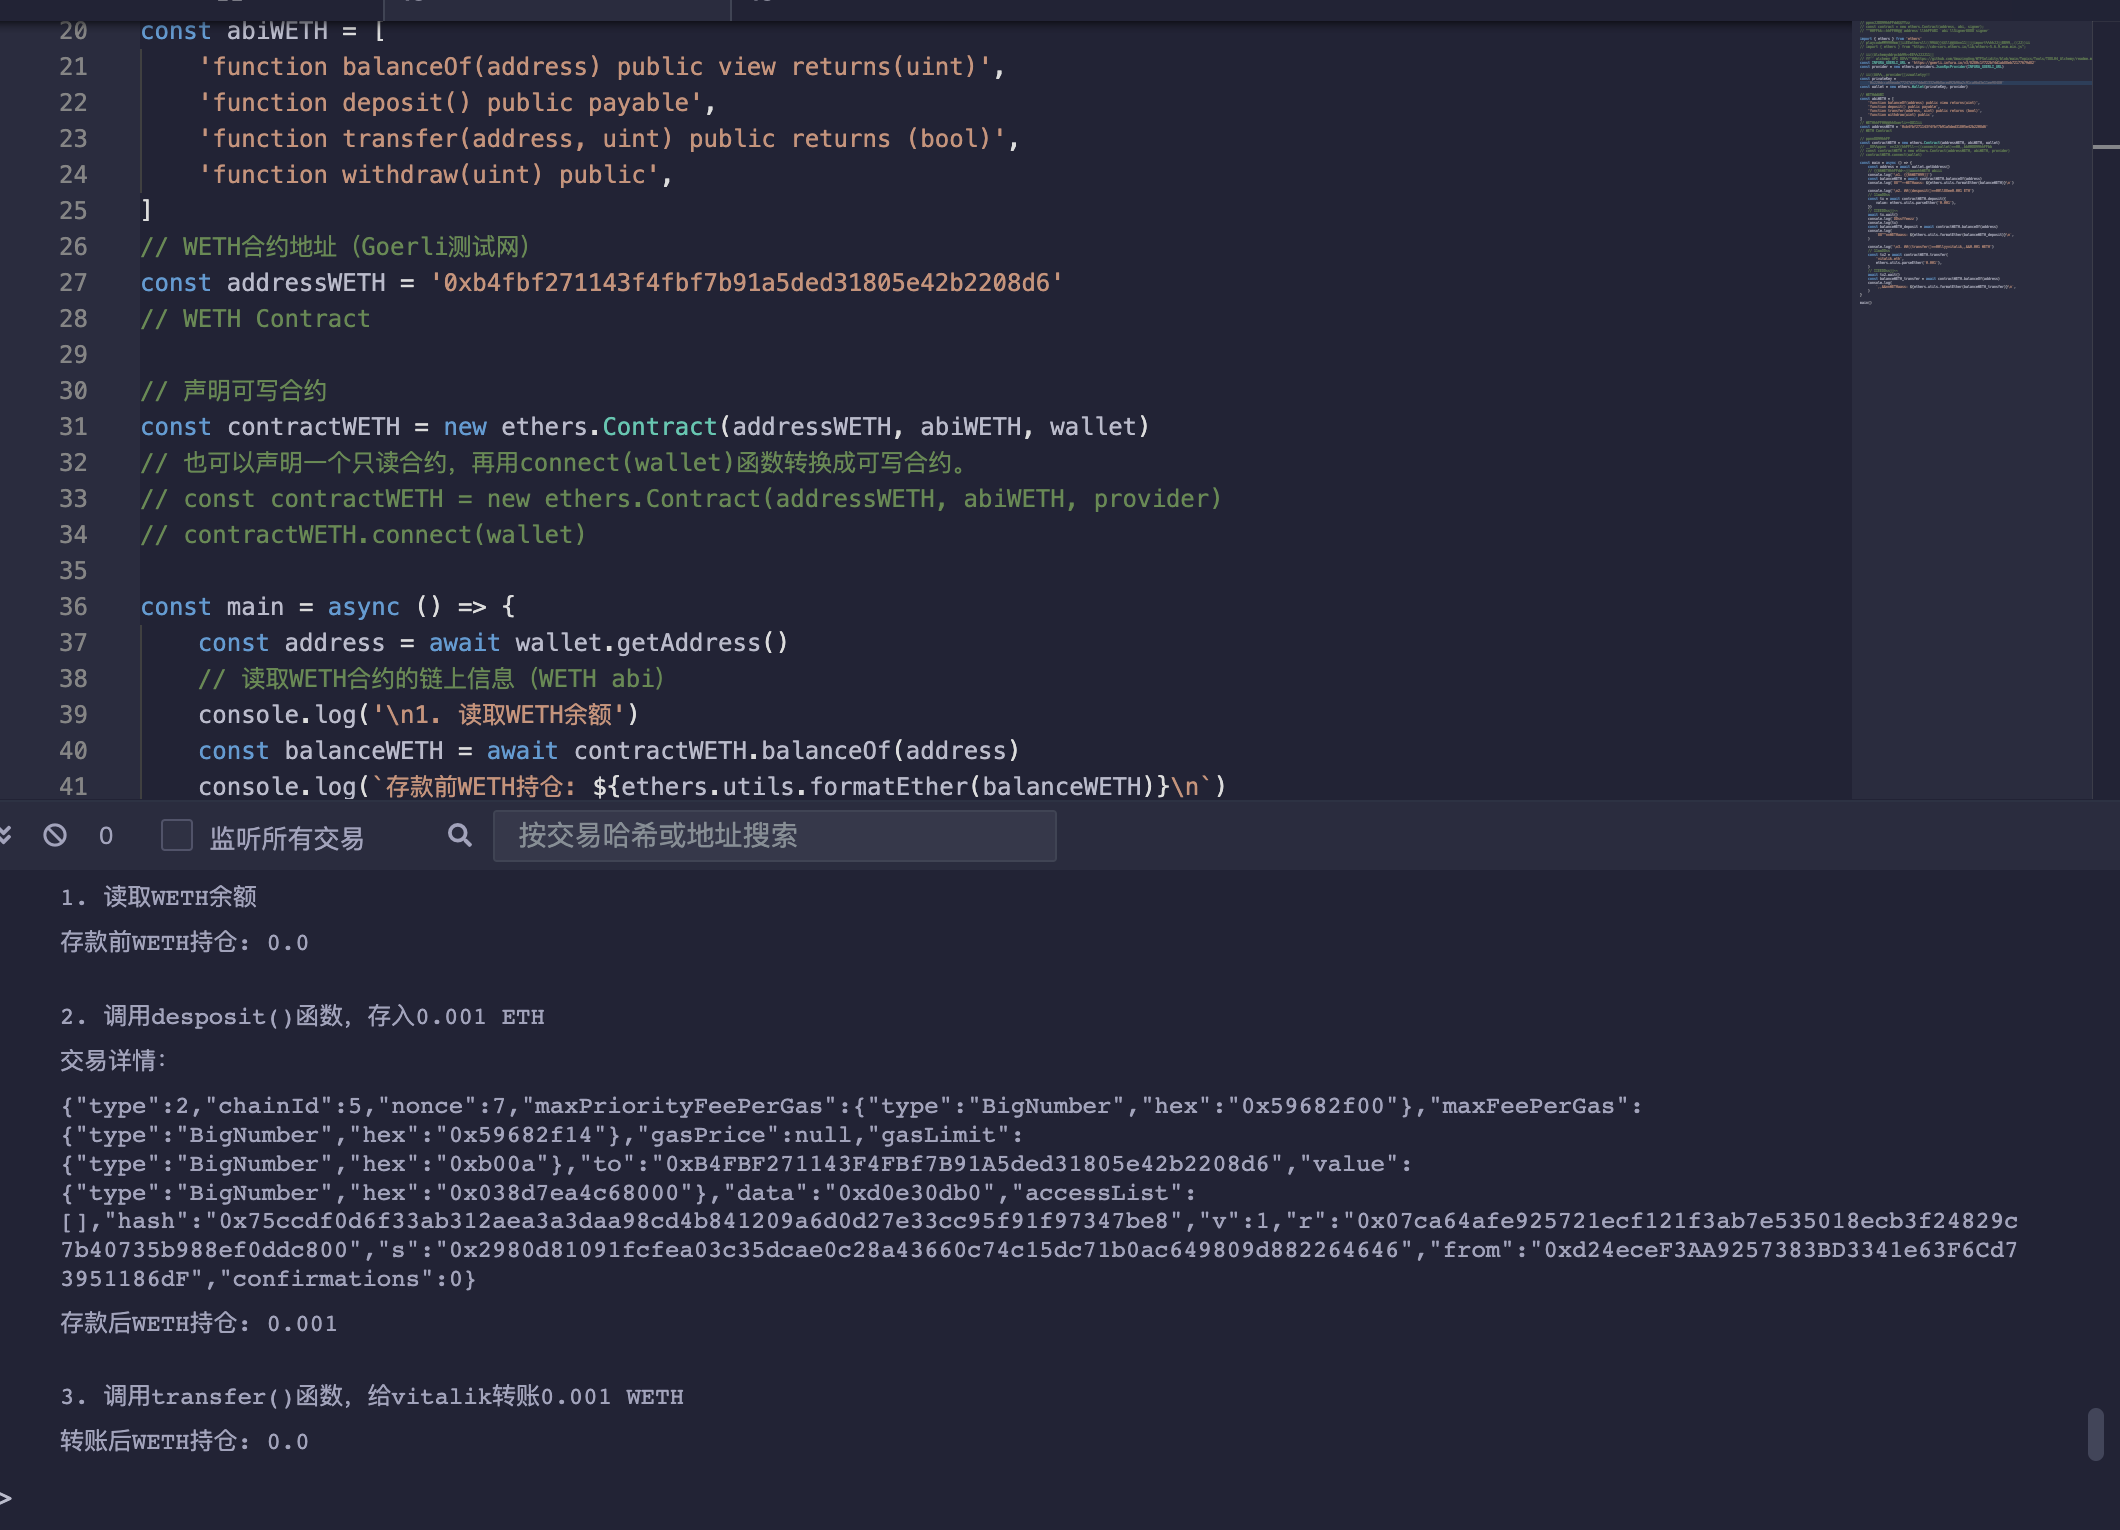 20 const abiWETH = [
21 'function balanceOf(address) public view returns(uint)',
22 'function deposit() public payable',
23 'function transfer(address, uint) public returns (bool)',
24 'function withdraw(uint) public',
25 ]
26 // WETH合约地址（Goerli测试网）
27 const addressWETH = '0xb4fbf271143f4fbf7b91a5ded31805e42b2208d6'
28 // WETH Contract
29
30 // 声明可写合约
31 const contractWETH = new ethers.Contract(addressWETH, abiWETH, wallet)
32 // 也可以声明一个只读合约，再用connect(wallet)函数转换成可写合约。
33 // const contractWETH = new ethers.Contract(addressWETH, abiWETH, provider)
34 // contractWETH.connect(wallet)
35
36 const main = async () => {
37 const address = await wallet.getAddress()
38 // 读取WETH合约的链上信息（WETH abi）
39 console.log('\n1. 读取WETH余额')
40 const balanceWETH = await contractWETH.balanceOf(address)
41 console.log(`存款前WETH持仓: ${ethers.utils.formatEther(balanceWETH)}\n`)
0 监听所有交易 按交易哈希或地址搜索
1. 读取WETH余额
存款前WETH持仓: 0.0
2. 调用desposit()函数，存入0.001 ETH
交易详情：
{"type":2,"chainId":5,"nonce":7,"maxPriorityFeePerGas":{"type":"BigNumber","hex":"0x59682f00"},"maxFeePerGas":
{"type":"BigNumber","hex":"0x59682f14"},"gasPrice":null,"gasLimit":
{"type":"BigNumber","hex":"0xb00a"},"to":"0xB4FBF271143F4FBf7B91A5ded31805e42b2208d6","value":
{"type":"BigNumber","hex":"0x038d7ea4c68000"},"data":"0xd0e30db0","accessList":
[],"hash":"0x75ccdf0d6f33ab312aea3a3daa98cd4b841209a6d0d27e33cc95f91f97347be8","v":1,"r":"0x07ca64afe925721ecf121f3ab7e535018ecb3f24829c
7b40735b988ef0ddc800","s":"0x2980d81091fcfea03c35dcae0c28a43660c74c15dc71b0ac649809d882264646","from":"0xd24eceF3AA9257383BD3341e63F6Cd7
3951186dF","confirmations":0}
存款后WETH持仓: 0.001
3. 调用transfer()函数，给vitalik转账0.001 WETH
转账后WETH持仓: 0.0
>